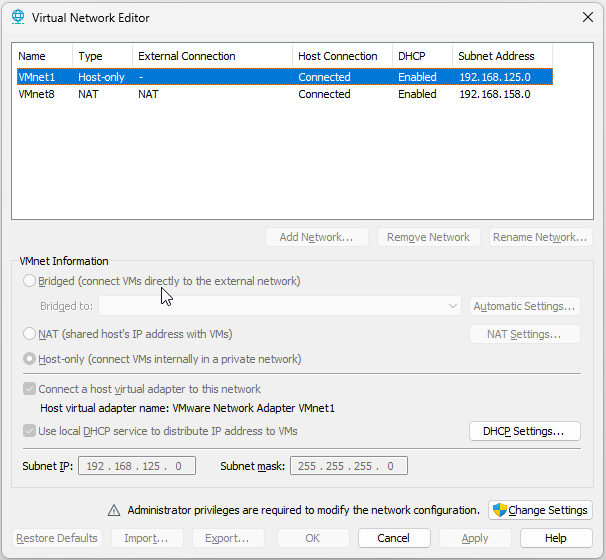 Virtual Network Editor
Name Type External Connection Host Connection DHCP Subnet Address
VMnet1 Host-only - Connected Enabled 192.168.125.0
VMnet8 NAT NAT Connected Enabled 192.168.158.0
Add Network... Remove Network Rename Network...
VMnet Information
Bridged (connect VMs directly to the external network)
Bridged to: Automatic Settings...
NAT (shared host's IP address with VMs) NAT Settings...
Host-only (connect VMs internally in a private network)
Connect a host virtual adapter to this network
Host virtual adapter name: VMware Network Adapter VMnet1
Use local DHCP service to distribute IP address to VMs DHCP Settings...
Subnet IP: 192 . 168 . 125 . 0 Subnet mask: 255 . 255 . 255 . 0
Administrator privileges are required to modify the network configuration. Change Settings
Restore Defaults Import... Export... OK Cancel Apply Help